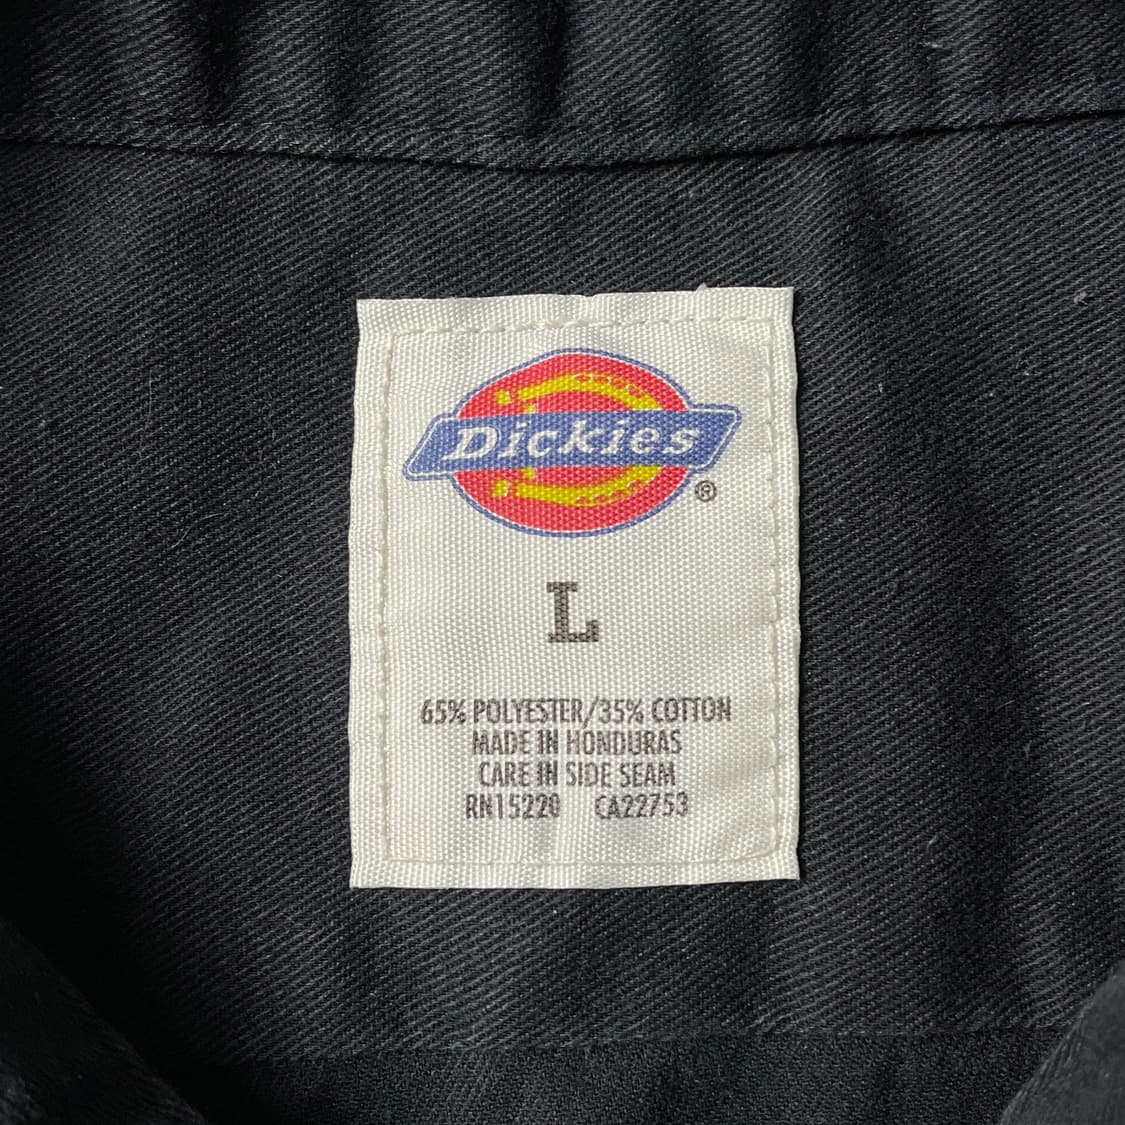 Dickies
®
L
65% POLYESTER/35% COTTON
MADE IN HONDURAS
CARE IN SIDE SEAM
RN15220 CA22753